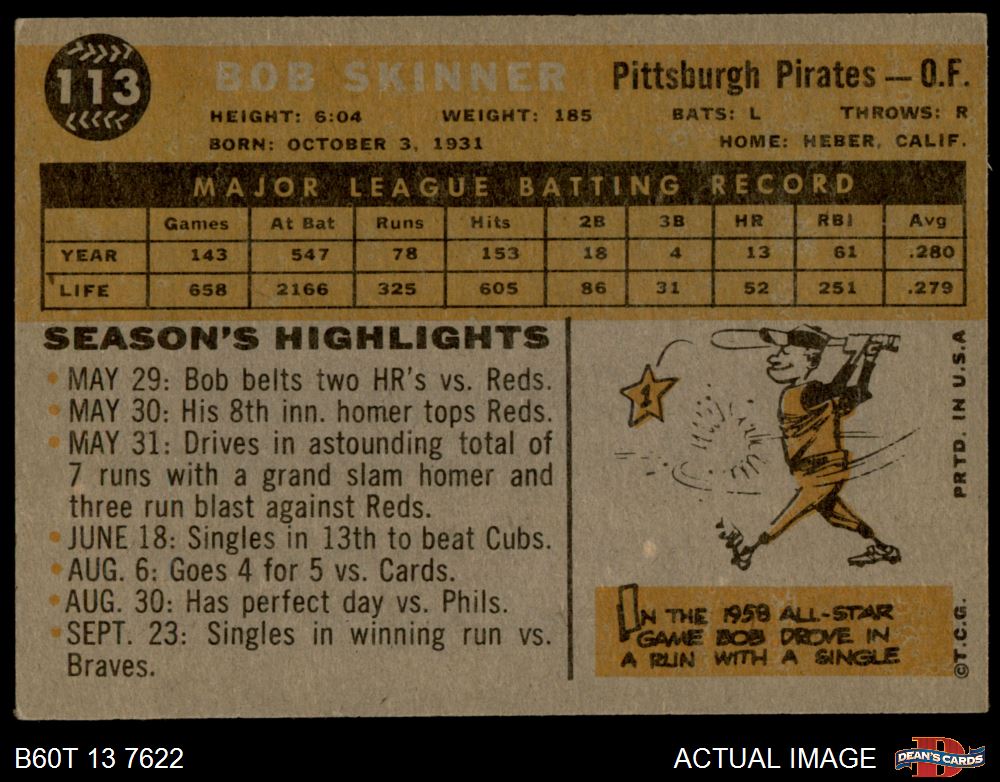 113
BOB SKINNER
Pittsburgh Pirates — O.F.
HEIGHT: 6:04 WEIGHT: 185 BATS: L THROWS: R
BORN: OCTOBER 3, 1931 HOME: HEBER, CALIF.
MAJOR LEAGUE BATTING RECORD
Games At Bat Runs Hits 2B 3B HR RBI Avg
YEAR 143 547 78 153 18 4 13 61 .280
LIFE 658 2166 325 605 86 31 52 251 .279
SEASON'S HIGHLIGHTS
• MAY 29: Bob belts two HR's vs. Reds.
• MAY 30: His 8th inn. homer tops Reds.
• MAY 31: Drives in astounding total of
7 runs with a grand slam homer and
three run blast against Reds.
• JUNE 18: Singles in 13th to beat Cubs.
• AUG. 6: Goes 4 for 5 vs. Cards.
• AUG. 30: Has perfect day vs. Phils.
• SEPT. 23: Singles in winning run vs.
Braves.
1
IN THE 1958 ALL-STAR
GAME BOB DROVE IN
A RUN WITH A SINGLE
PRTD. IN U.S.A
©T.C.G.
B60T 13 7622
ACTUAL IMAGE
D
DEAN'S CARDS